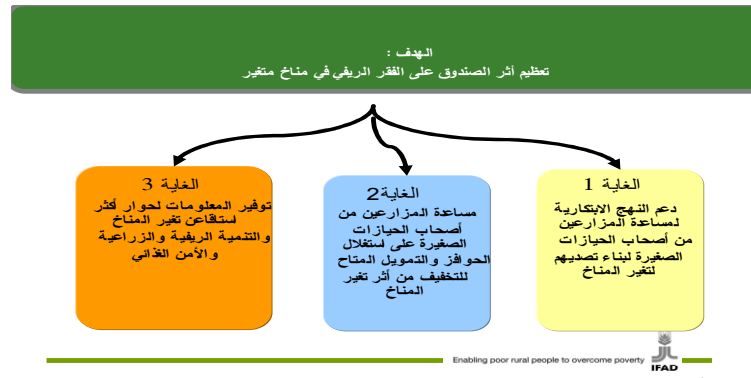 الهدف :
تعظيم أثر الصندوق على الفقر الريفي في مناخ متغير
الغاية 1
دعم النهج الابتكارية
لمساعدة المزارعين
من أصحاب الحيازات
الصغيرة لبناء تصديهم
لتغير المناخ
الغاية2
مساعدة المزارعين من
أصحاب الحيازات
الصغيرة على استغلال
الحوافز والتمويل المتاح
للتخفيف من أثر تغير
المناخ
الغاية 3
توفير المعلومات لحوار أكثر
تغير المناخ
والتنمية الريفية والزراعية
والأمن الغذائي
Enabling poor rural people to overcome poverty
IFAD